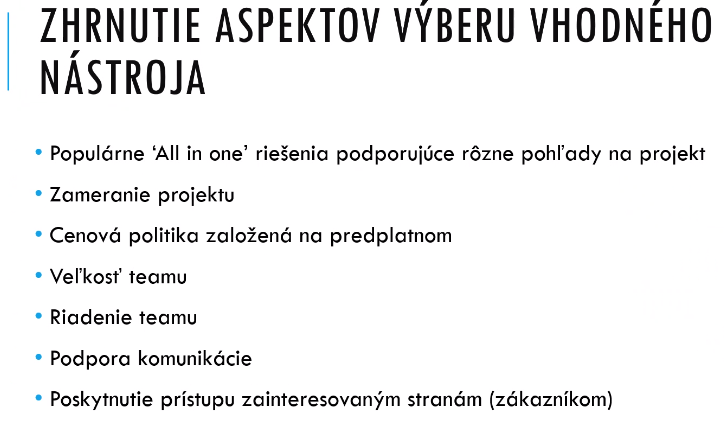 ZHRNUTIE ASPEKTOV VÝBERU VHODNÉHO
NÁSTROJA
• Populárne ‘All in one’ riešenia podporujúce rôzne pohľady na projekt
• Zameranie projektu
• Cenová politika založená na predplatnom
• Veľkosť teamu
• Riadenie teamu
• Podpora komunikácie
• Poskytnutie prístupu zainteresovaným stranám (zákazníkom)